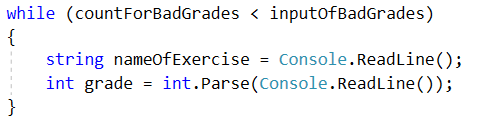 while (countForBadGrades < inputOfBadGrades)
{
    string nameOfExercise = Console.ReadLine();
    int grade = int.Parse(Console.ReadLine());
}